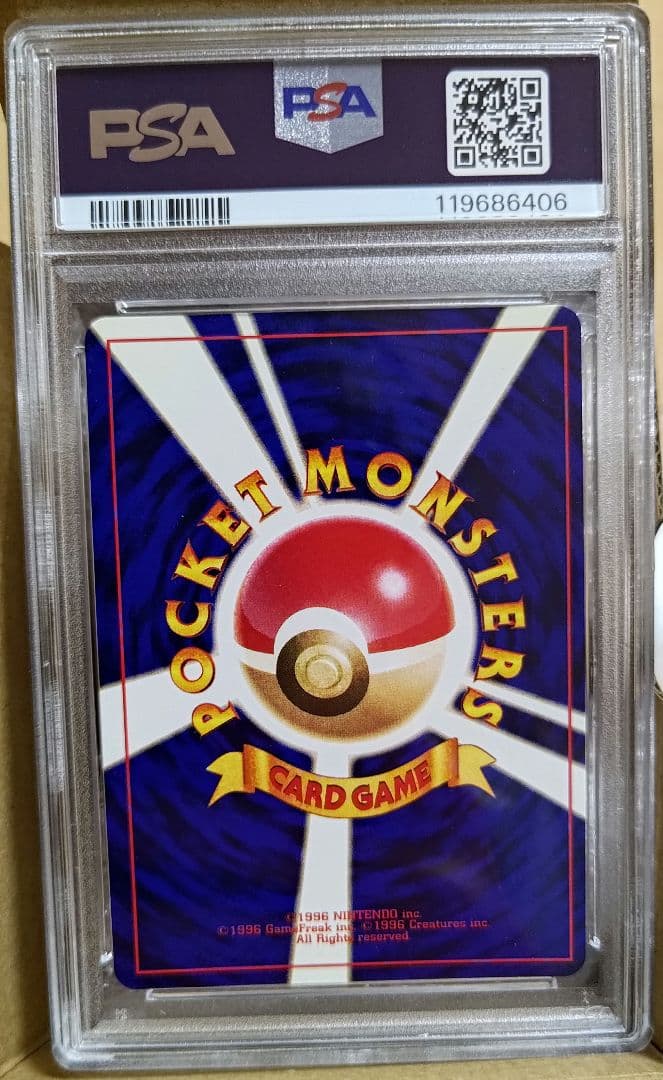 PSA
PSA
119686406
POCKET MONSTERS
CARD GAME
©1996 NINTENDO inc.
©1996 GameFreak inc. ©1996 Creatures inc.
All Rights reserved.